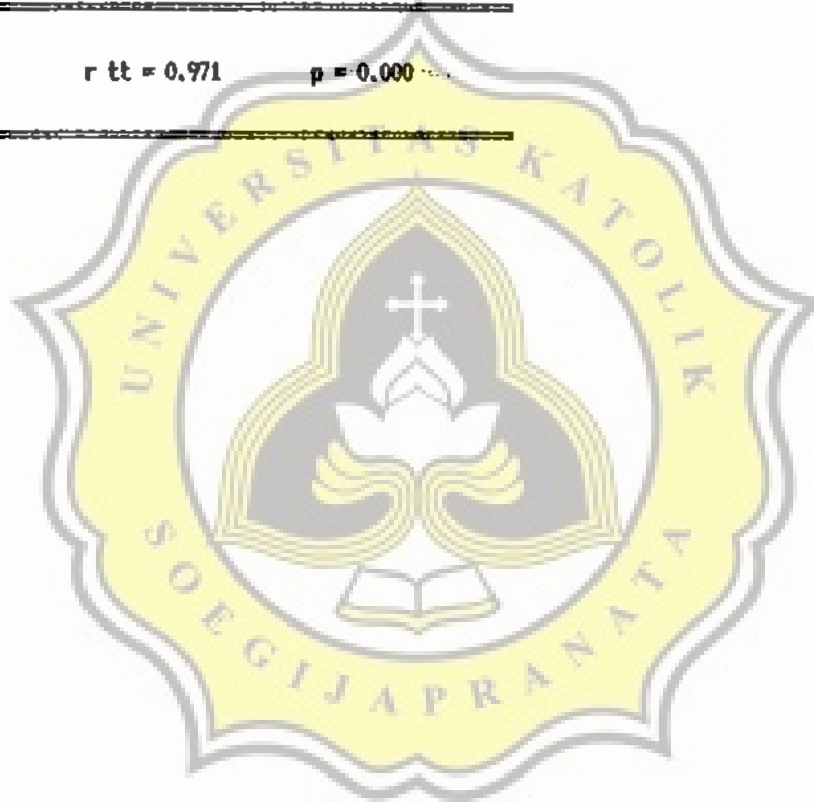 r tt = 0.971 p = 0.000
UNIVERSITAS KATOLIK
SOEGIJAPRANATA